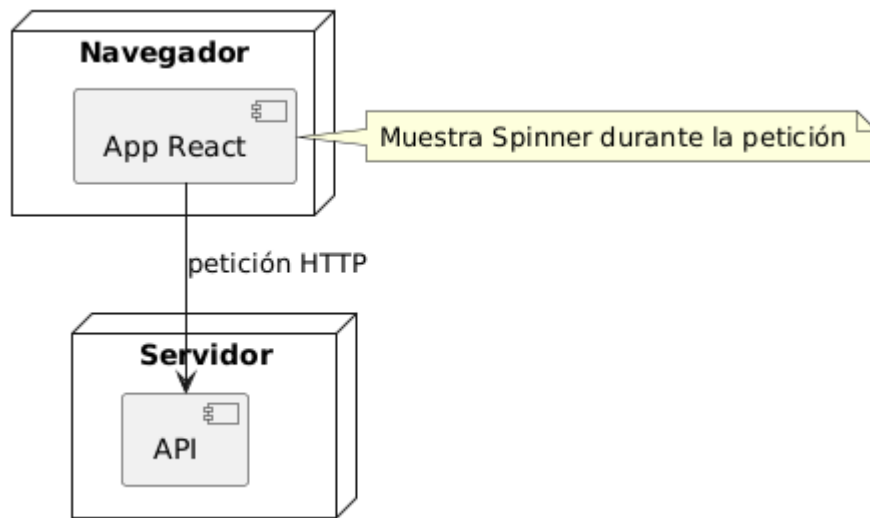 Navegador
App React
Muestra Spinner durante la petición
petición HTTP
Servidor
API